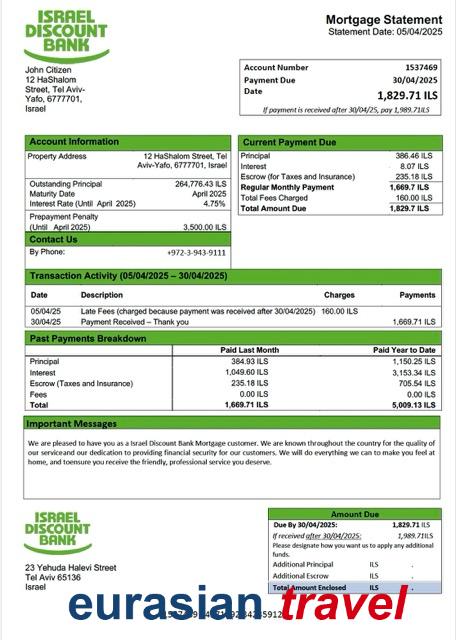 ISRAEL
DISCOUNT
BANK
Mortgage Statement
Statement Date: 05/04/2025
John Citizen
12 HaShalom
Street, Tel Aviv-
Yafo, 6777701,
Israel
Account Number 1537469
Payment Due 30/04/2025
Date 1,829.71 ILS
If payment is received after 30/04/2025, pay 1,989.71ILS
Account Information
Property Address 12 HaShalom Street, Tel
Aviv-Yafo, 6777701, Israel
Outstanding Principal 264,776.43 ILS
Maturity Date April 2025
Interest Rate (Until April 2025) 4.75%
Prepayment Penalty
(Until April 2025) 3,500.00 ILS
Contact Us
By Phone: +972-3-943-9111
Current Payment Due
Principal 386.46 ILS
Interest 8.07 ILS
Escrow (for Taxes and Insurance) 235.18 ILS
Regular Monthly Payment 1,669.7 ILS
Total Fees Charged 160.00 ILS
Total Amount Due 1,829.7 ILS
Transaction Activity (05/04/2025 – 30/04/2025)
Date Description Charges Payments
05/04/25 Late Fees (charged because payment was received after 30/04/2025) 160.00 ILS
30/04/25 Payment Received – Thank you 1,669.71 ILS
Past Payments Breakdown
Paid Last Month Paid Year to Date
Principal 384.93 ILS 1,150.25 ILS
Interest 1,049.60 ILS 3,153.34 ILS
Escrow (Taxes and Insurance) 235.18 ILS 705.54 ILS
Fees 0.00 ILS 0.00 ILS
Total 1,669.71 ILS 5,009.13 ILS
Important Messages
We are pleased to have you as a Israel Discount Bank Mortgage customer. We are known throughout the country for the quality of
our serviceand our dedication to providing financial security for our customers. We will do everything we can to make you feel at
home, and toensure you receive the friendly, professional service you deserve.
ISRAEL
DISCOUNT
BANK
23 Yehuda Halevi Street
Tel Aviv 65136
Israel
Amount Due
Due By 30/04/2025: 1,829.71 ILS
If received after 30/04/2025: 1,989.71ILS
Please designate how you want us to apply any additional
funds.
Additional Principal ILS .
Additional Escrow ILS .
Total Amount Enclosed ILS .
eurasian travel